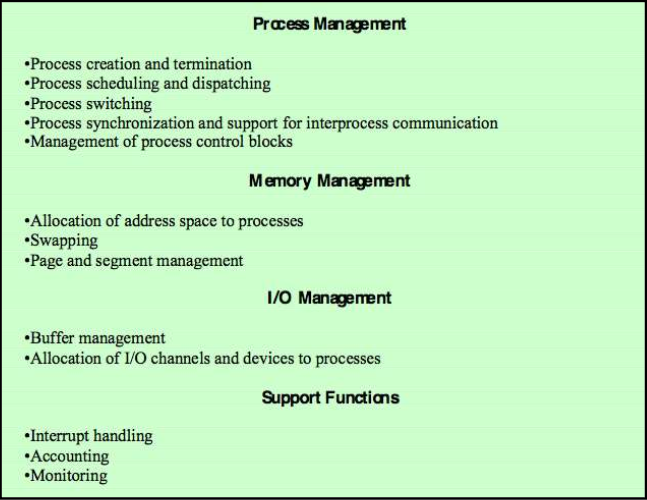 Process Management
•Process creation and termination
•Process scheduling and dispatching
•Process switching
•Process synchronization and support for interprocess communication
•Management of process control blocks
Memory Management
•Allocation of address space to processes
•Swapping
•Page and segment management
I/O Management
•Buffer management
•Allocation of I/O channels and devices to processes
Support Functions
•Interrupt handling
•Accounting
•Monitoring